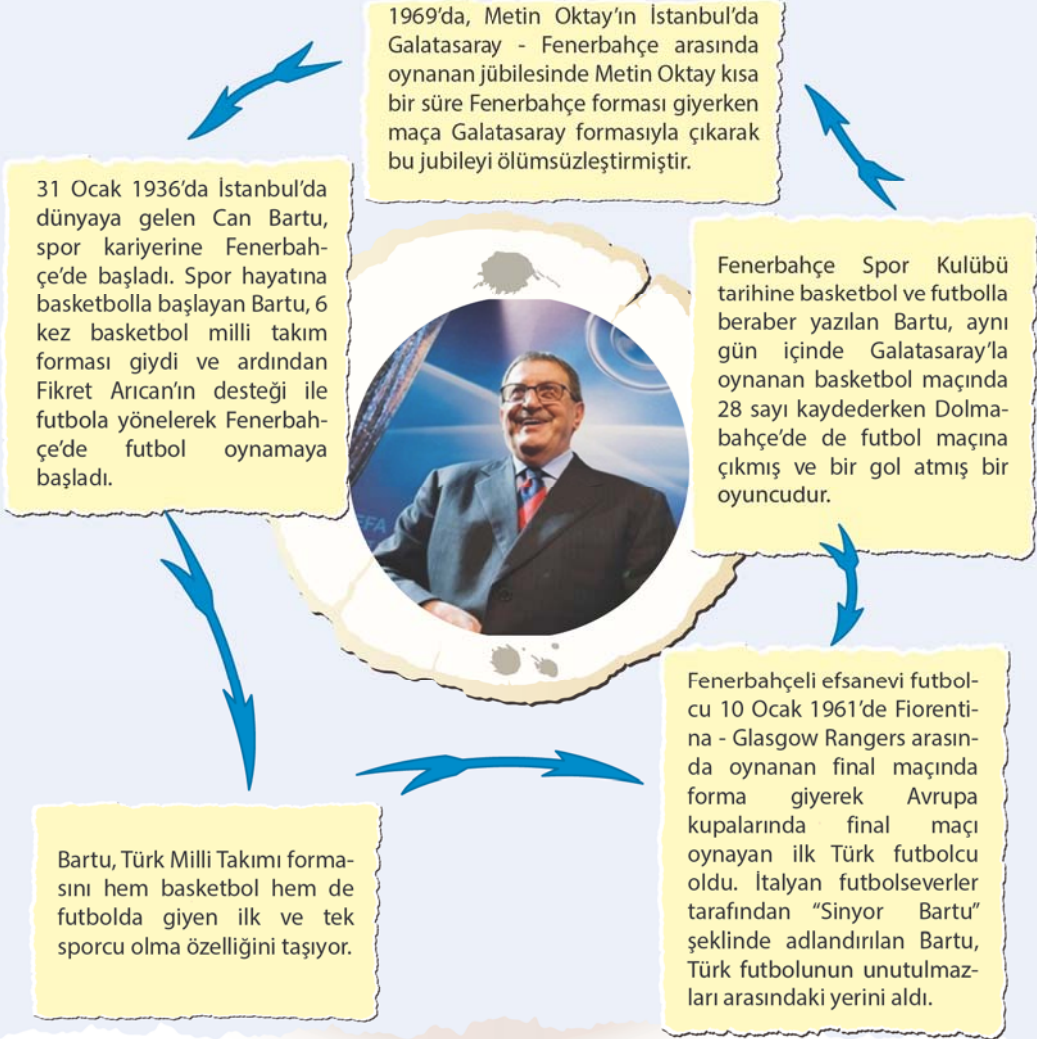 1969’da, Metin Oktay’ın İstanbul’da
Galatasaray - Fenerbahçe arasında
oynanan jübilesinde Metin Oktay kısa
bir süre Fenerbahçe forması giyerken
maça Galatasaray formasıyla çıkarak
bu jubileyi ölümsüzleştirmiştir.
31 Ocak 1936’da İstanbul’da
dünyaya gelen Can Bartu,
spor kariyerine Fenerbah-
çe’de başladı. Spor hayatına
basketbolla başlayan Bartu, 6
kez basketbol milli takım
forması giydi ve ardından
Fikret Arıcan’ın desteği ile
futbola yönelerek Fenerbah-
çe’de futbol oynamaya
başladı.
Fenerbahçe Spor Kulübü
tarihine basketbol ve futbolla
beraber yazılan Bartu, aynı
gün içinde Galatasaray’la
oynanan basketbol maçında
28 sayı kaydederken Dolma-
bahçe’de de futbol maçına
çıkmış ve bir gol atmış bir
oyuncudur.
EFA
Bartu, Türk Milli Takımı forma-
sını hem basketbol hem de
futbolda giyen ilk ve tek
sporcu olma özelliğini taşıyor.
Fenerbahçeli efsanevi futbol-
cu 10 Ocak 1961’de Fiorenti-
na - Glasgow Rangers arasın-
da oynanan final maçında
forma giyerek Avrupa
kupalarında final maçı
oynayan ilk Türk futbolcu
oldu. İtalyan futbolseverler
tarafından “Sinyor Bartu”
şeklinde adlandırılan Bartu,
Türk futbolunun unutulmaz-
ları arasındaki yerini aldı.